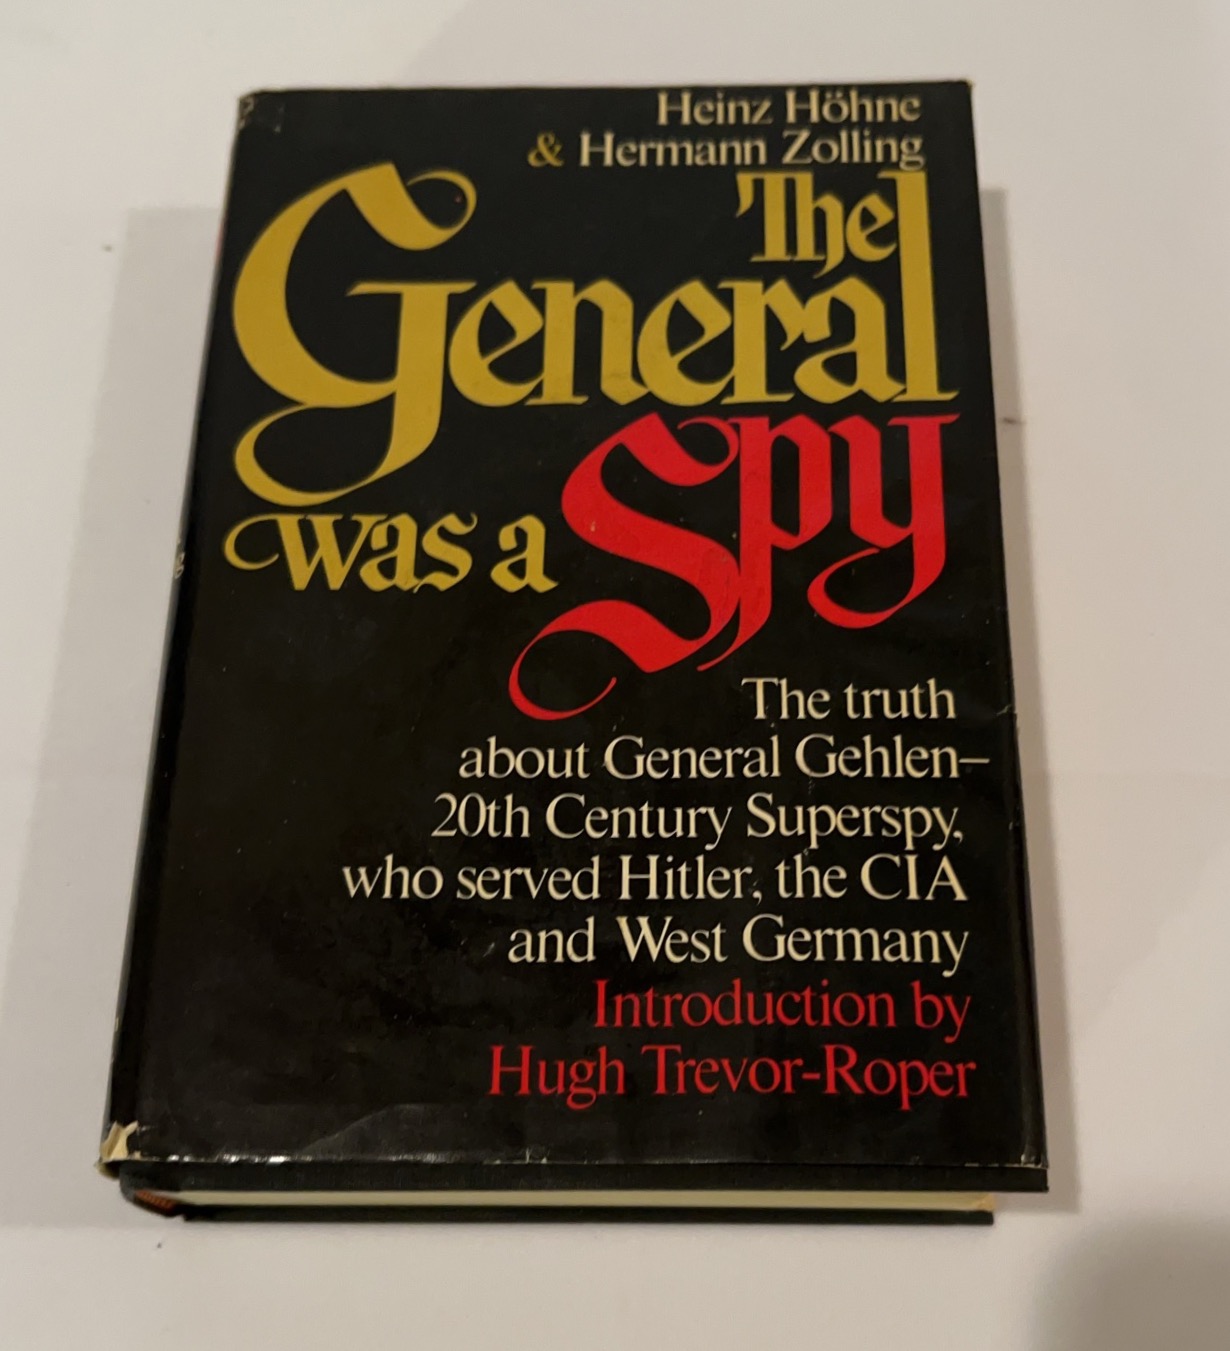 Heinz Höhne
& Hermann Zolling
The
General
was a Spy
The truth
about General Gehlen–
20th Century Superspy,
who served Hitler, the CIA
and West Germany
Introduction by
Hugh Trevor-Roper